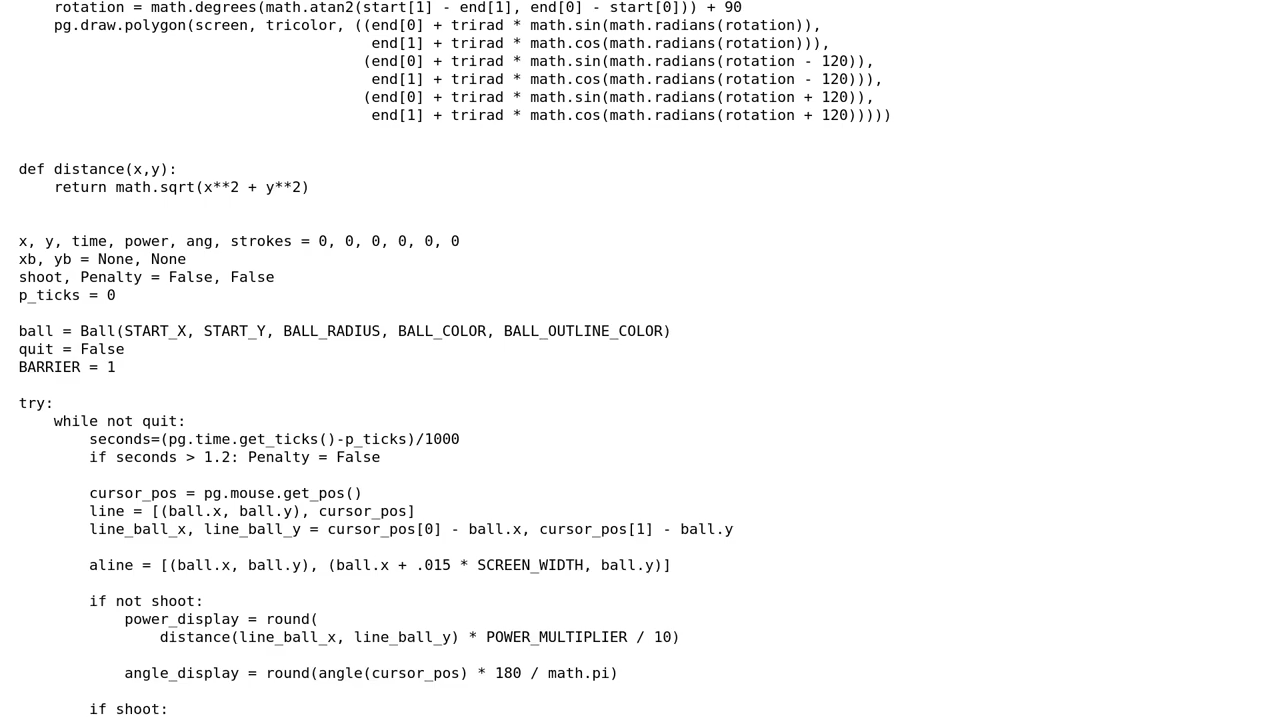 rotation = math.degrees(math.atan2(start[1] - end[1], end[0] - start[0])) + 90
    pg.draw.polygon(screen, tricolor, ((end[0] + trirad * math.sin(math.radians(rotation)),
                                        end[1] + trirad * math.cos(math.radians(rotation))),
                                       (end[0] + trirad * math.sin(math.radians(rotation - 120)),
                                        end[1] + trirad * math.cos(math.radians(rotation - 120))),
                                       (end[0] + trirad * math.sin(math.radians(rotation + 120)),
                                        end[1] + trirad * math.cos(math.radians(rotation + 120)))))


def distance(x,y):
    return math.sqrt(x**2 + y**2)


x, y, time, power, ang, strokes = 0, 0, 0, 0, 0, 0
xb, yb = None, None
shoot, Penalty = False, False
p_ticks = 0

ball = Ball(START_X, START_Y, BALL_RADIUS, BALL_COLOR, BALL_OUTLINE_COLOR)
quit = False
BARRIER = 1

try:
    while not quit:
        seconds=(pg.time.get_ticks()-p_ticks)/1000
        if seconds > 1.2: Penalty = False

        cursor_pos = pg.mouse.get_pos()
        line = [(ball.x, ball.y), cursor_pos]
        line_ball_x, line_ball_y = cursor_pos[0] - ball.x, cursor_pos[1] - ball.y

        aline = [(ball.x, ball.y), (ball.x + .015 * SCREEN_WIDTH, ball.y)]

        if not shoot:
            power_display = round(
                distance(line_ball_x, line_ball_y) * POWER_MULTIPLIER / 10)

            angle_display = round(angle(cursor_pos) * 180 / math.pi)

        if shoot: